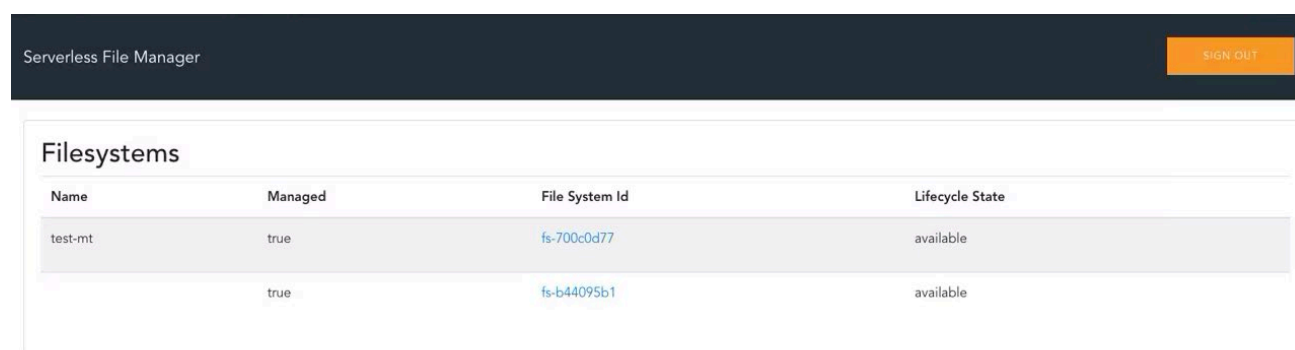 Serverless File Manager SIGN OUT
Filesystems
Name Managed File System Id Lifecycle State
test-mt true fs-700c0d77 available
true fs-b44095b1 available